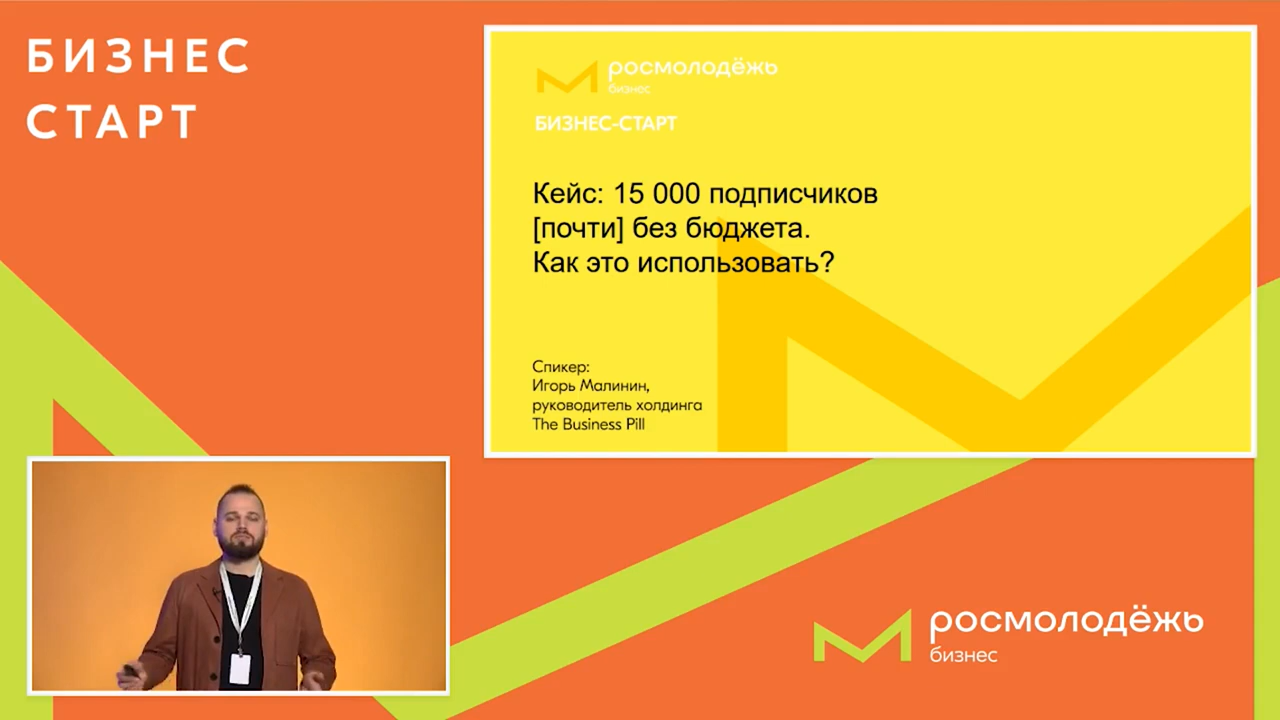 БИЗНЕС
СТАРТ
росмолодёжь
бизнес
БИЗНЕС-СТАРТ
Кейс: 15 000 подписчиков
[почти] без бюджета.
Как это использовать?
Спикер:
Игорь Малинин,
руководитель холдинга
The Business Pill
росмолодёжь
бизнес